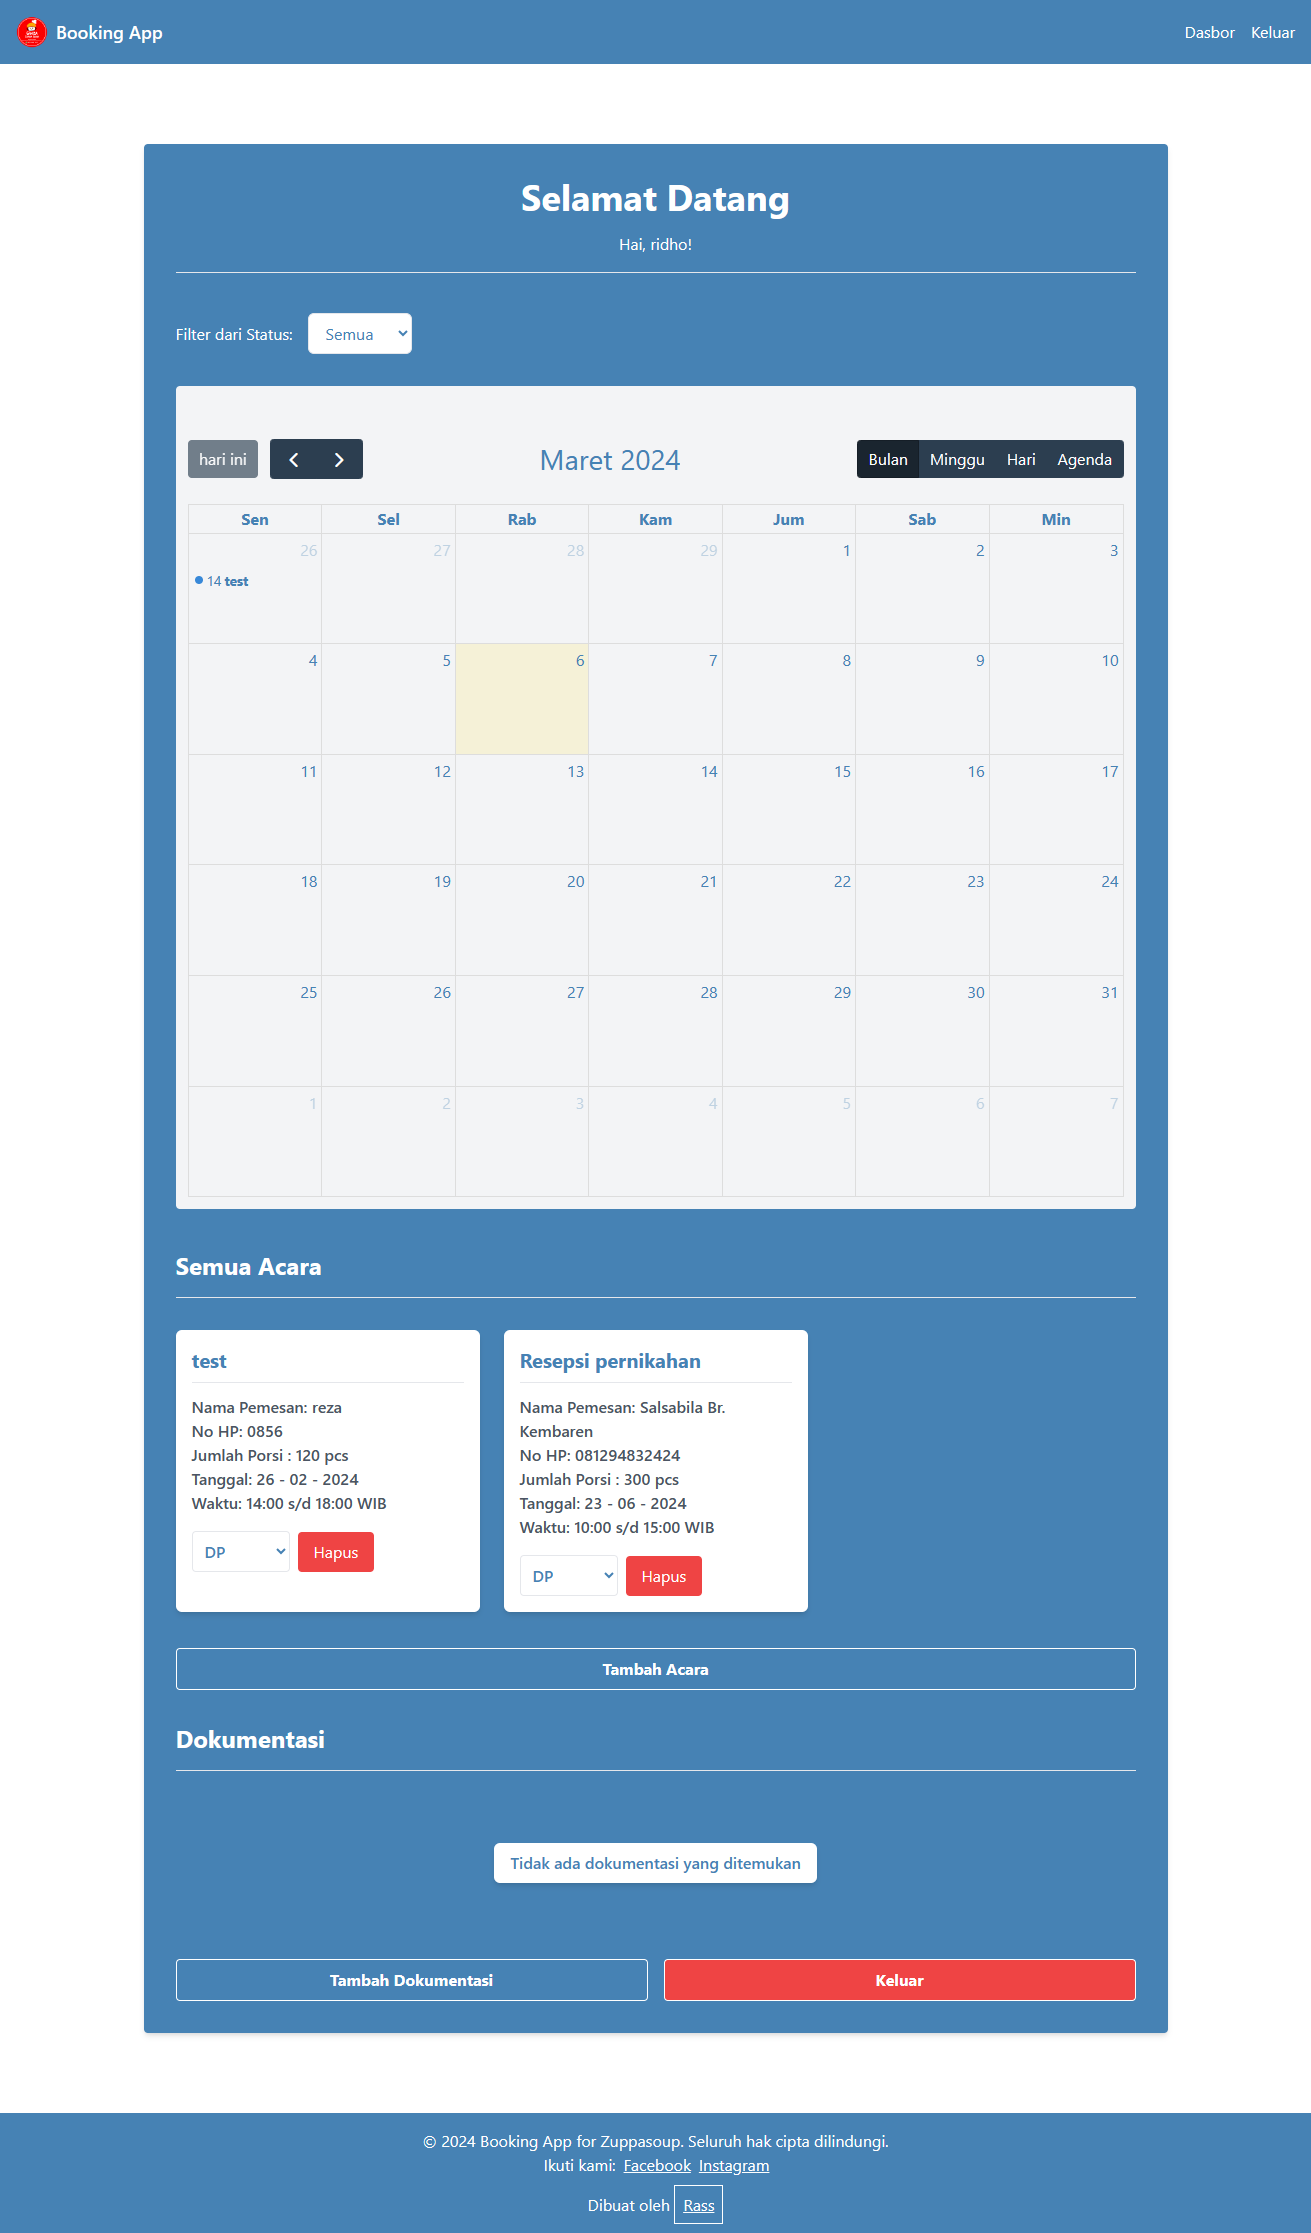 Booking App
Dasbor Keluar
Selamat Datang
Hai, ridho!
Filter dari Status: Semua
hari ini
Maret 2024
Bulan Minggu Hari Agenda
Sen Sel Rab Kam Jum Sab Min
26 27 28 29 1 2 3
14 test
4 5 6 7 8 9 10
11 12 13 14 15 16 17
18 19 20 21 22 23 24
25 26 27 28 29 30 31
1 2 3 4 5 6 7
Semua Acara
test
Nama Pemesan: reza
No HP: 0856
Jumlah Porsi : 120 pcs
Tanggal: 26 - 02 - 2024
Waktu: 14:00 s/d 18:00 WIB
DP Hapus
Resepsi pernikahan
Nama Pemesan: Salsabila Br.
Kembaren
No HP: 081294832424
Jumlah Porsi : 300 pcs
Tanggal: 23 - 06 - 2024
Waktu: 10:00 s/d 15:00 WIB
DP Hapus
Tambah Acara
Dokumentasi
Tidak ada dokumentasi yang ditemukan
Tambah Dokumentasi
Keluar
© 2024 Booking App for Zuppasoup. Seluruh hak cipta dilindungi.
Ikuti kami: Facebook Instagram
Dibuat oleh Rass